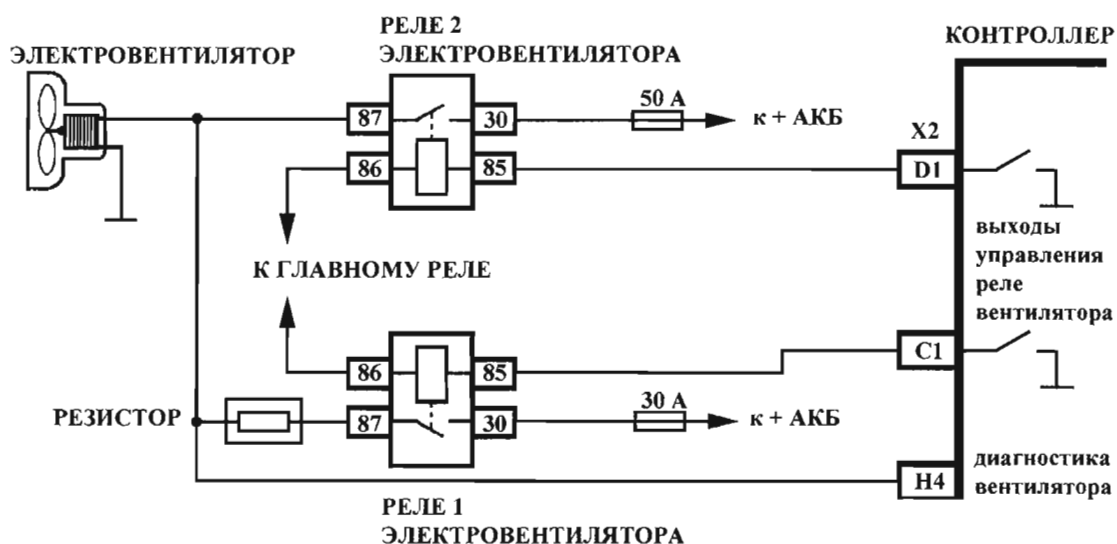 РЕЛЕ 2
ЭЛЕКТРОВЕНТИЛЯТОРА
ЭЛЕКТРОВЕНТИЛЯТОР
КОНТРОЛЛЕР
87
30
50 А
к + АКБ
X2
86
85
D1
выходы
управления
реле
вентилятора
К ГЛАВНОМУ РЕЛЕ
86
85
C1
РЕЗИСТОР
87
30
30 А
к + АКБ
H4
диагностика
вентилятора
РЕЛЕ 1
ЭЛЕКТРОВЕНТИЛЯТОРА